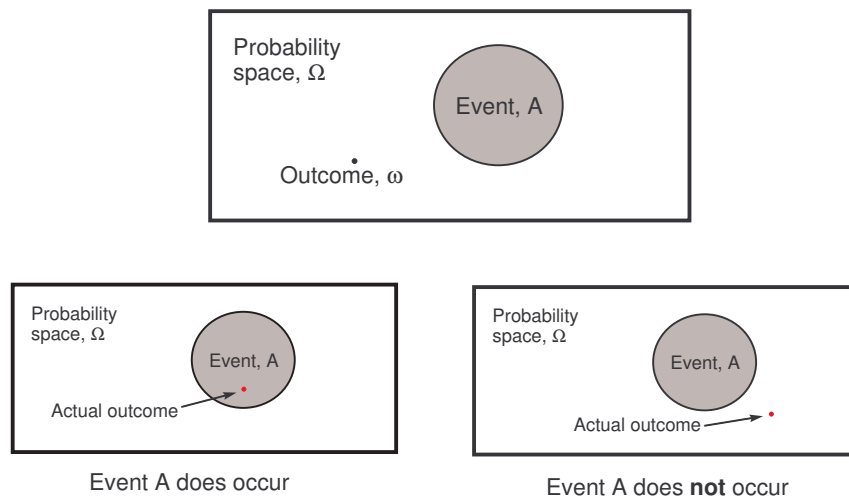 Probability
space, Ω
Event, A
Outcome, ω
Probability
space, Ω
Event, A
Actual outcome
Event A does occur
Probability
space, Ω
Event, A
Actual outcome
Event A does not occur